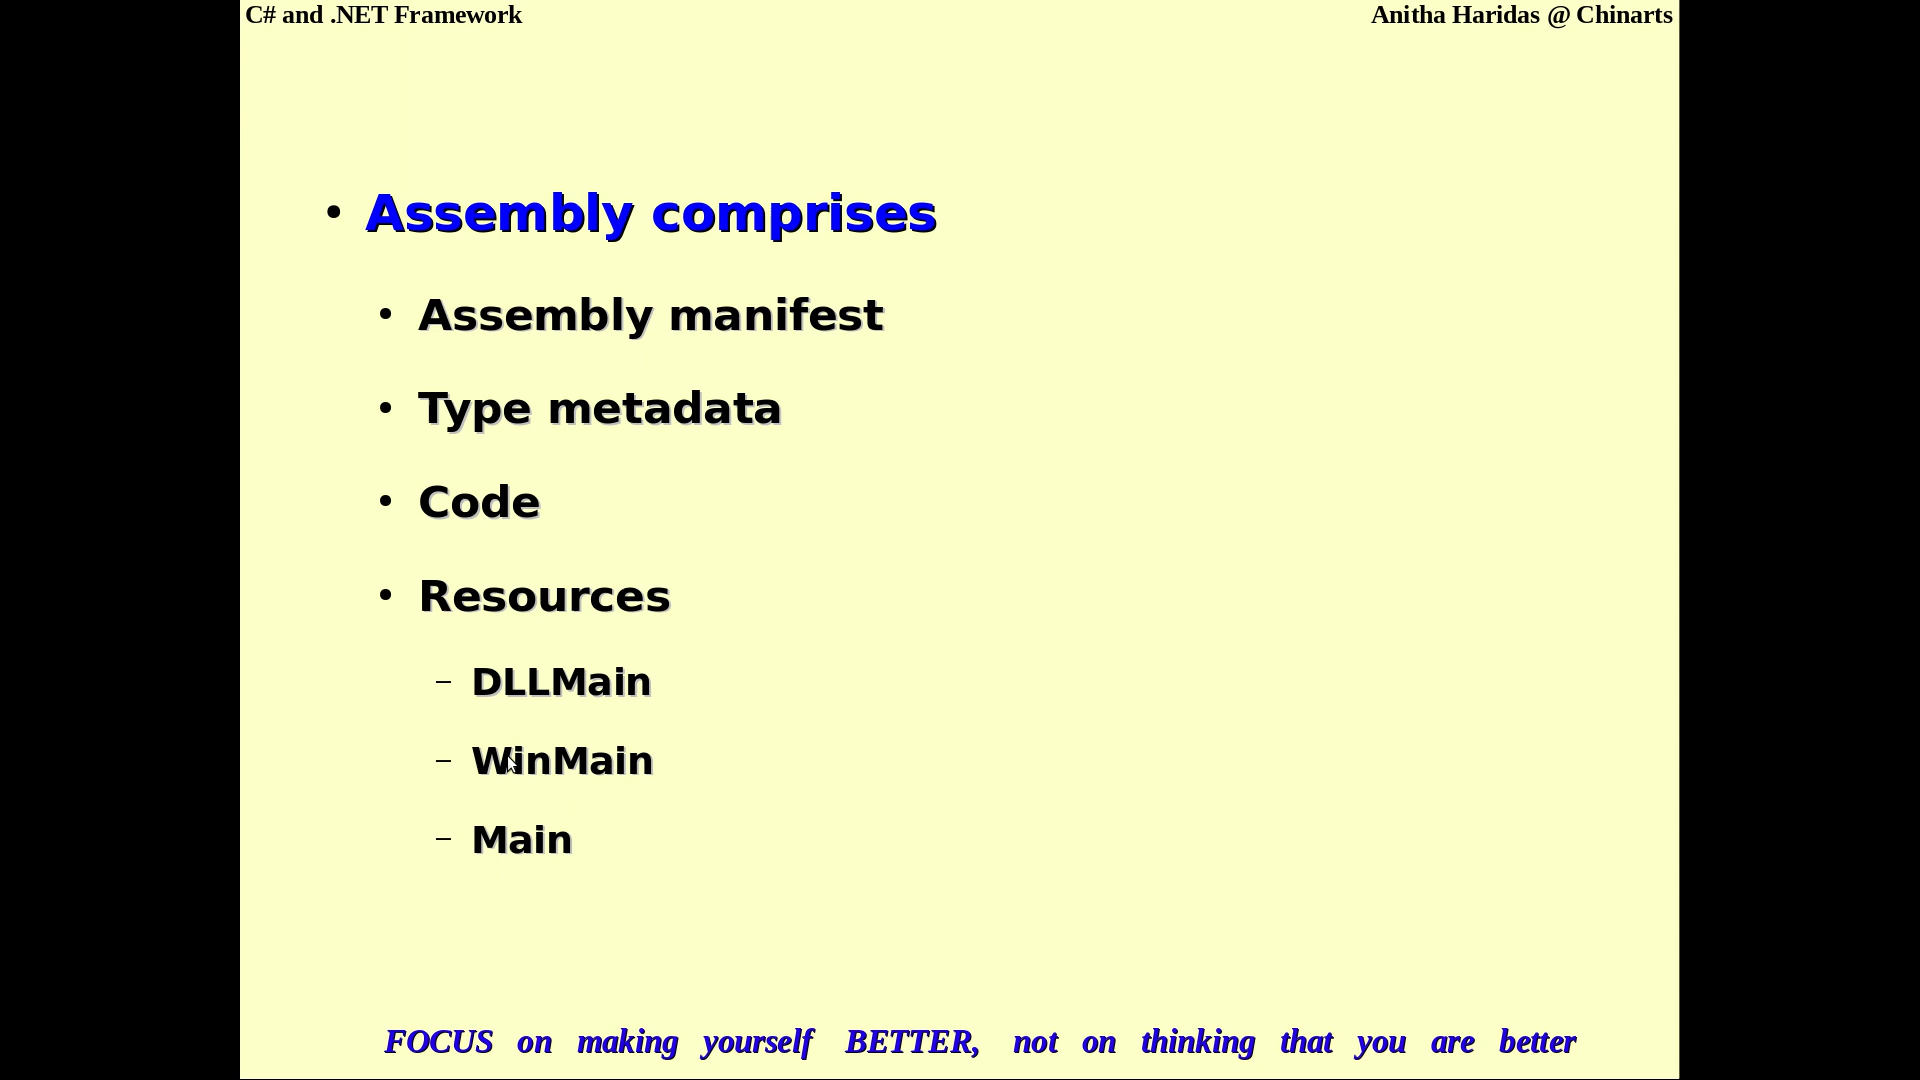 C# and .NET Framework
Anitha Haridas @ Chinarts
• Assembly comprises
• Assembly manifest
• Type metadata
• Code
• Resources
– DLLMain
– WinMain
– Main
FOCUS on making yourself BETTER, not on thinking that you are better